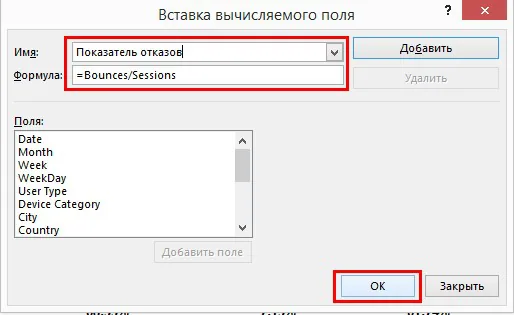 Вставка вычисляемого поля
Имя: Показатель отказов Добавить
Формула: =Bounces/Sessions Удалить
Поля:
Date
Month
Week
WeekDay
User Type
Device Category
City
Country
Добавить поле
ОК Закрыть